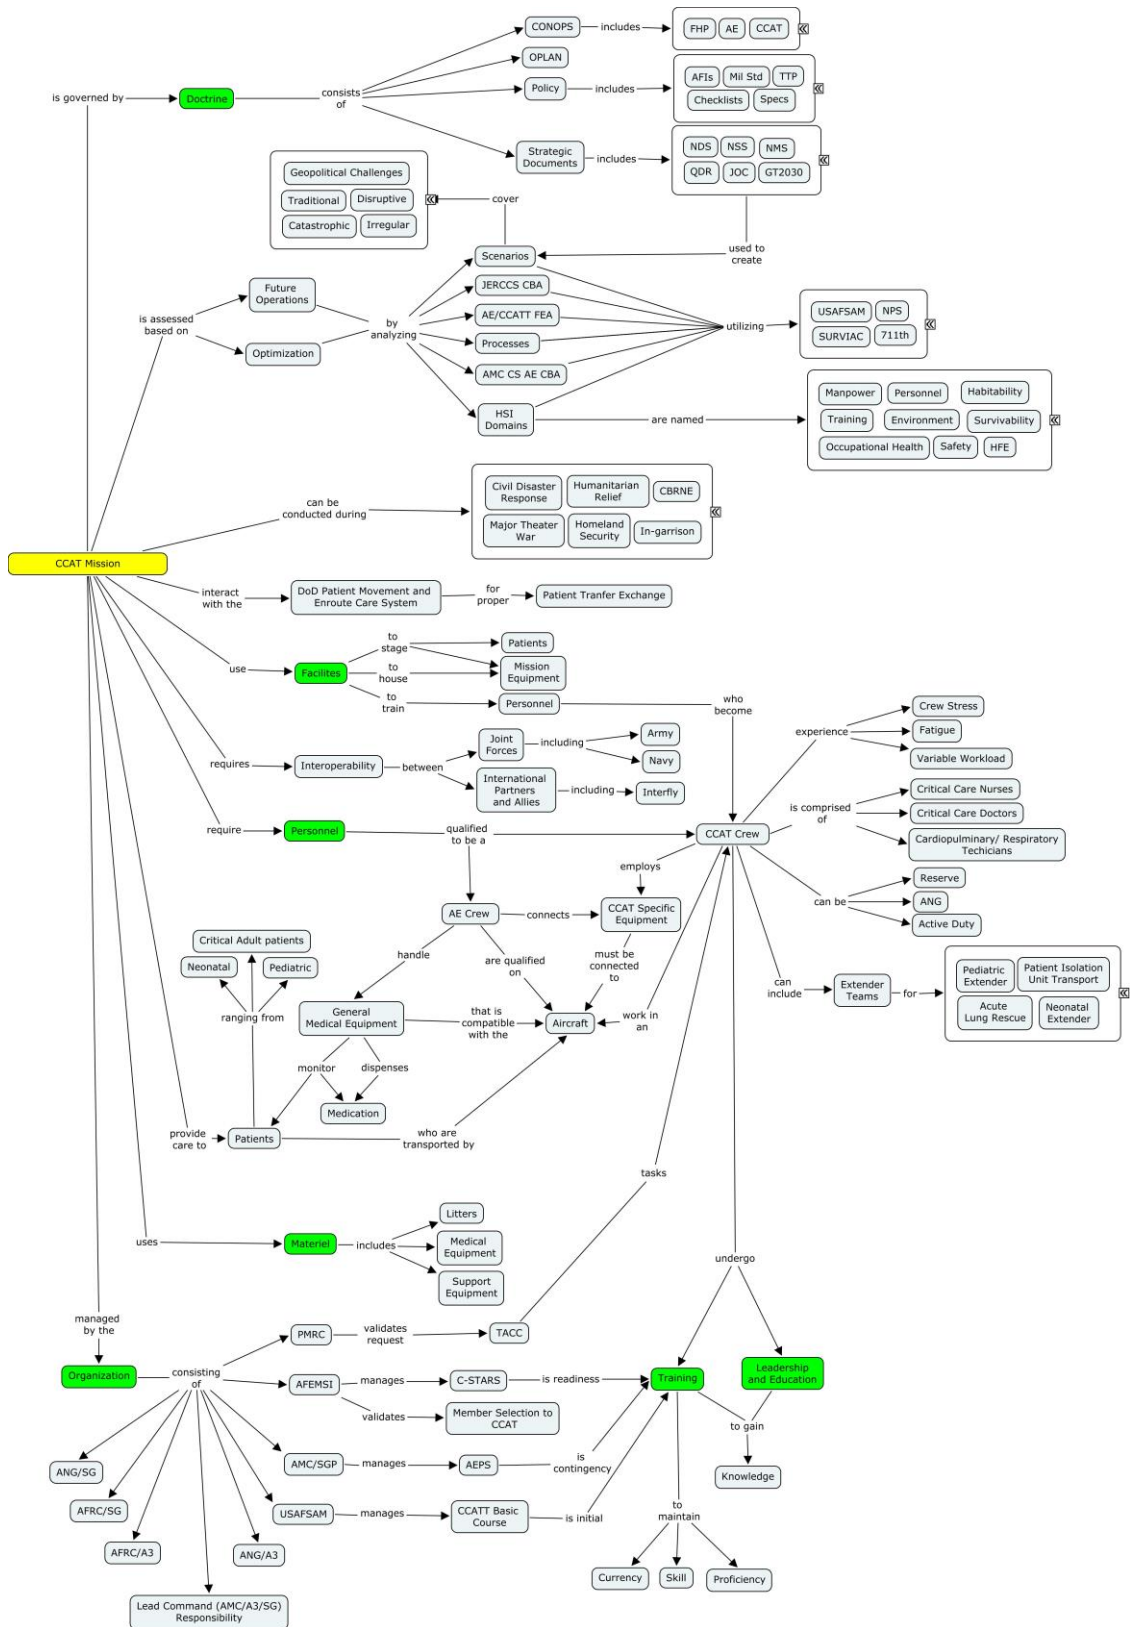 CONOPS
includes
FHP
AE
CCAT
OPLAN
is governed by
Doctrine
consists
of
Policy
includes
AFIs
Mil Std
TTP
Checklists
Specs
Strategic
Documents
includes
NDS
NSS
NMS
QDR
JOC
GT2030
Geopolitical Challenges
Traditional
Disruptive
Catastrophic
Irregular
cover
used to
create
Scenarios
Future
Operations
JERCCS CBA
is assessed
based on
by
analyzing
AE/CCATT FEA
utilizing
USAFSAM
NPS
SURVIAC
711th
Optimization
Processes
AMC CS AE CBA
HSI
Domains
are named
Manpower
Personnel
Habitability
Training
Environment
Survivability
Occupational Health
Safety
HFE
can be
conducted during
Civil Disaster
Response
Humanitarian
Relief
CBRNE
Major Theater
War
Homeland
Security
In-garrison
CCAT Mission
interact
with the
DoD Patient Movement and
Enroute Care System
for
proper
Patient Tranfer Exchange
use
Facilites
to
stage
Patients
to
house
Mission
Equipment
to
train
Personnel
who
become
requires
Interoperability
between
Joint
Forces
including
Army
Navy
International
Partners
and Allies
including
Interfly
experience
Crew Stress
Fatigue
Variable Workload
require
Personnel
qualified
to be a
CCAT Crew
is comprised
of
Critical Care Nurses
Critical Care Doctors
Cardiopulminary/ Respiratory
Techicians
employs
can be
Reserve
ANG
Active Duty
AE Crew
connects
CCAT Specific
Equipment
Critical Adult patients
Neonatal
Pediatric
ranging from
handle
are qualified
on
must be
connected
to
can
include
Extender
Teams
for
Pediatric
Extender
Patient Isolation
Unit Transport
Acute
Lung Rescue
Neonatal
Extender
General
Medical Equipment
that is
compatible
with the
Aircraft
work in
an
monitor
dispenses
Medication
provide
care to
Patients
who are
transported by
tasks
uses
Materiel
includes
Litters
Medical
Equipment
Support
Equipment
undergo
managed
by the
Organization
consisting
of
PMRC
validates
request
TACC
AFEMSI
manages
C-STARS
is readiness
Training
Leadership
and Education
validates
Member Selection to
CCAT
to gain
Knowledge
ANG/SG
AMC/SGP
manages
AEPS
is
contingency
AFRC/SG
USAFSAM
manages
CCATT Basic
Course
is initial
to
maintain
AFRC/A3
ANG/A3
Currency
Skill
Proficiency
Lead Command (AMC/A3/SG)
Responsibility